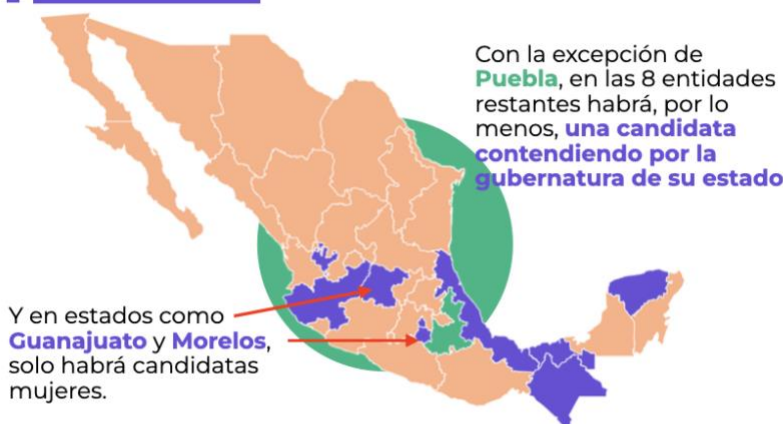 Con la excepción de
Puebla, en las 8 entidades
restantes habrá, por lo
menos, una candidata
contendiendo por la
gubernatura de su estado
Y en estados como
Guanajuato y Morelos,
solo habrá candidatas
mujeres.